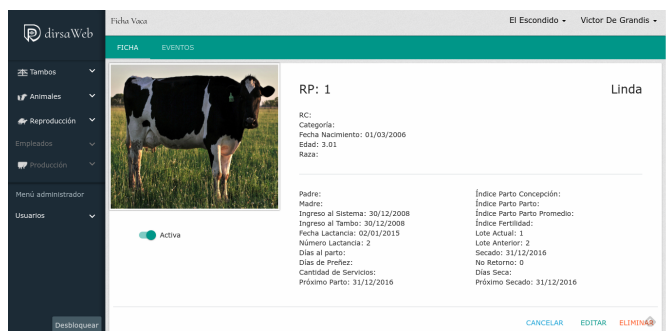 dirsaWeb
Ficha Vaca
El Escondido
Victor De Grandis
FICHA
EVENTOS
Tambos
Animales
Reproducción
Empleados
Producción
Menú administrador
Usuarios
Desbloquear
RP: 1
Linda
RC:
Categoría:
Fecha Nacimiento: 01/03/2006
Edad: 3.01
Raza:
Activa
Padre:
Madre:
Ingreso al Sistema: 30/12/2008
Ingreso al Tambo: 30/12/2008
Fecha Lactancia: 02/01/2015
Número Lactancia: 2
Dias al parto:
Días de Preñez:
Cantidad de Servicios:
Próximo Parto: 31/12/2016
Índice Parto Concepción:
Índice Parto Parto:
Índice Parto Parto Promedio:
Índice Fertilidad:
Lote Actual: 1
Lote Anterior: 2
Secado: 31/12/2016
No Retorno: 0
Días Seca:
Próximo Secado: 31/12/2016
CANCELAR
EDITAR
ELIMINAR